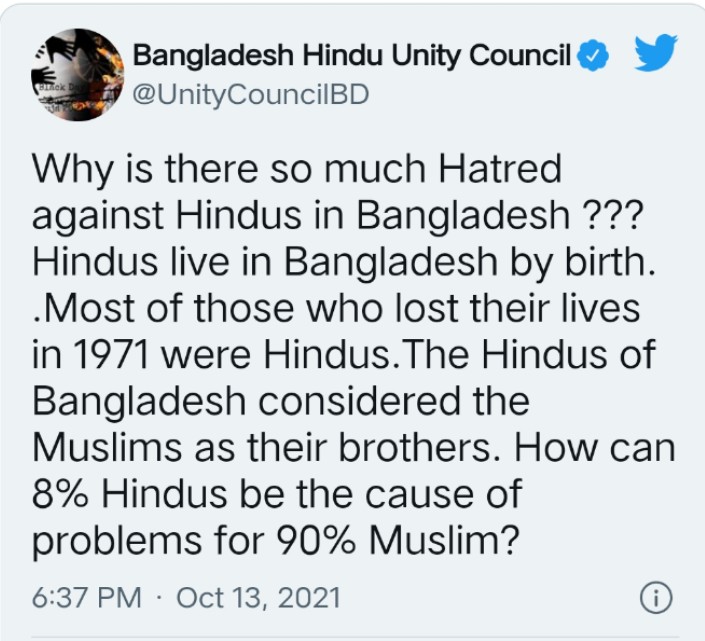 Bangladesh Hindu Unity Council
@UnityCouncilBD
Why is there so much Hatred
against Hindus in Bangladesh ???
Hindus live in Bangladesh by birth.
.Most of those who lost their lives
in 1971 were Hindus.The Hindus of
Bangladesh considered the
Muslims as their brothers. How can
8% Hindus be the cause of
problems for 90% Muslim?
6:37 PM · Oct 13, 2021